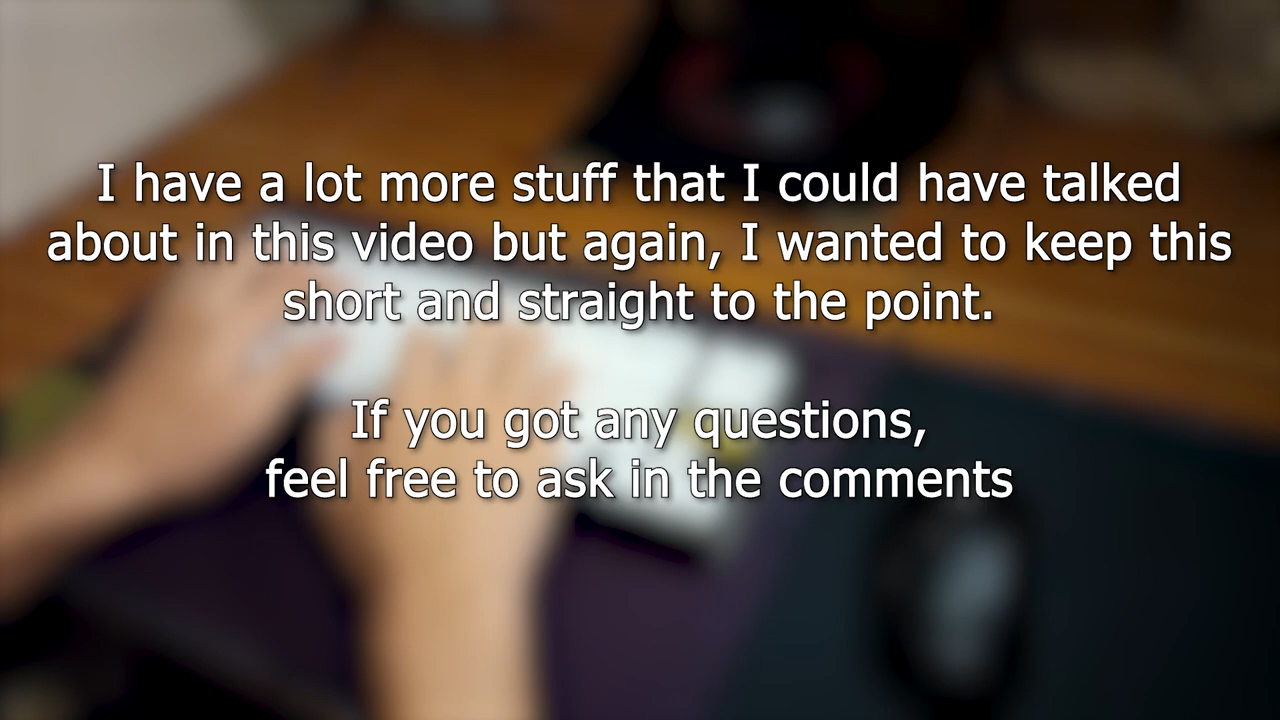 I have a lot more stuff that I could have talked
about in this video but again, I wanted to keep this
short and straight to the point.
If you got any questions,
feel free to ask in the comments